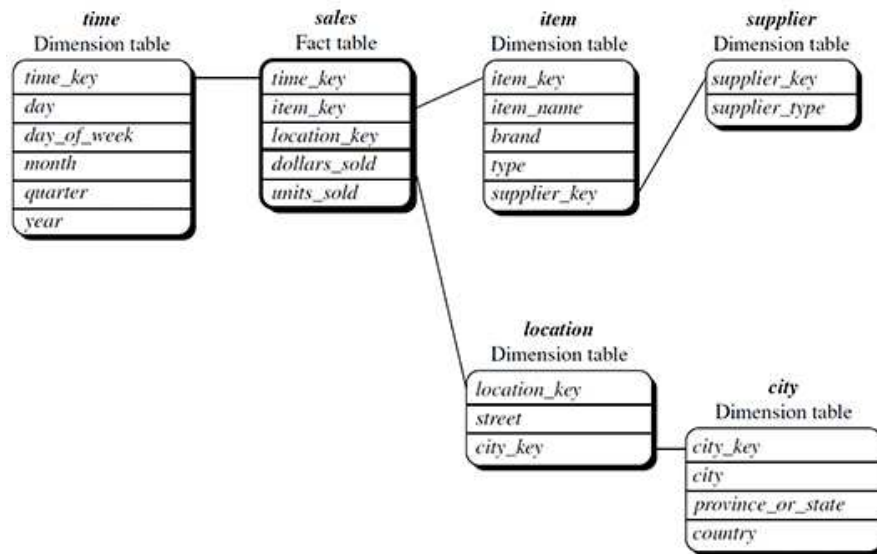 time
Dimension table
time_key
day
day_of_week
month
quarter
year
sales
Fact table
time_key
item_key
location_key
dollars_sold
units_sold
item
Dimension table
item_key
item_name
brand
type
supplier_key
supplier
Dimension table
supplier_key
supplier_type
location
Dimension table
location_key
street
city_key
city
Dimension table
city_key
city
province_or_state
country